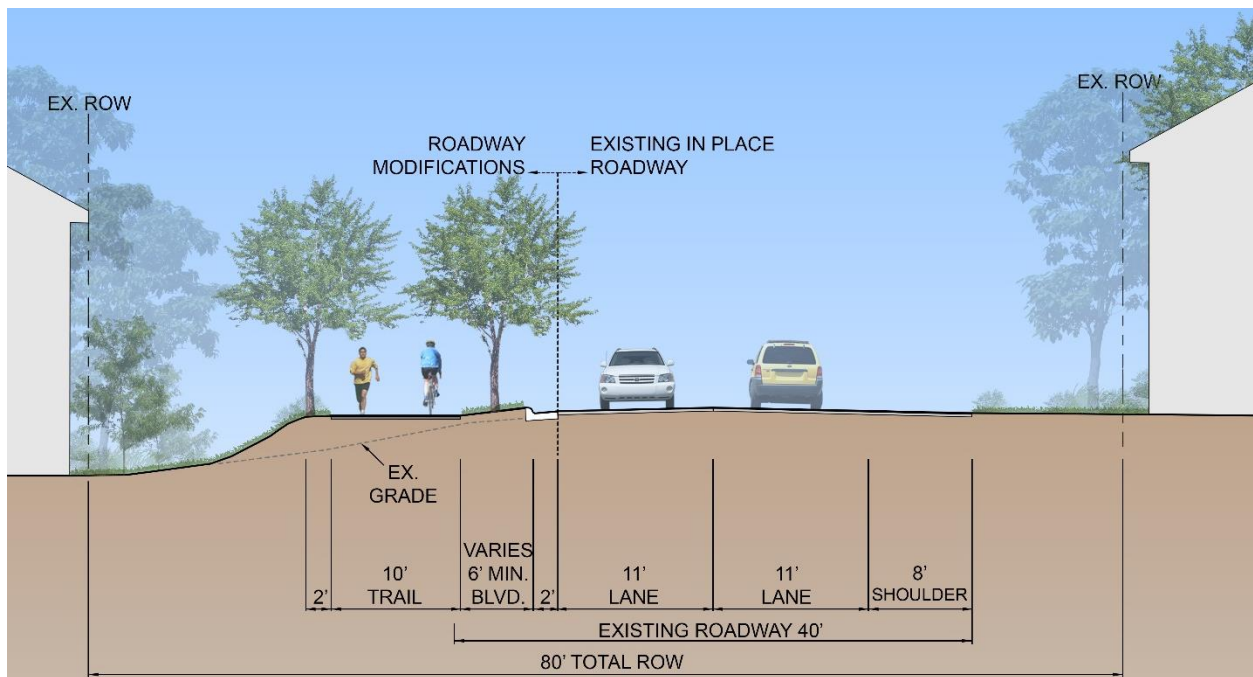 EX. ROW
EX. ROW
ROADWAY
MODIFICATIONS
EXISTING IN PLACE
ROADWAY
EX.
GRADE
2'
10'
TRAIL
VARIES
6' MIN.
BLVD.
2'
11'
LANE
11'
LANE
8'
SHOULDER
EXISTING ROADWAY 40'
80' TOTAL ROW